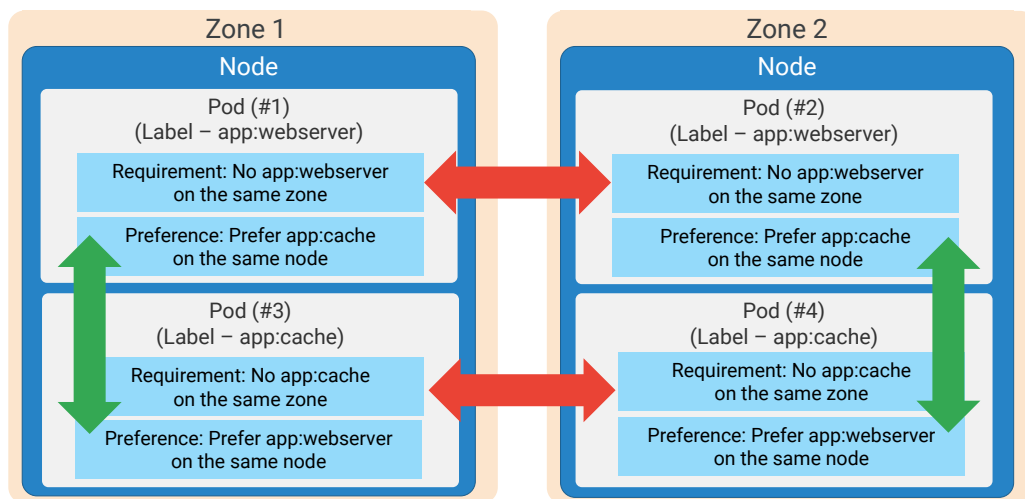 Zone 1
Node
Pod (#1)
(Label – app:webserver)
Requirement: No app:webserver
on the same zone
Preference: Prefer app:cache
on the same node
Pod (#3)
(Label – app:cache)
Requirement: No app:cache
on the same zone
Preference: Prefer app:webserver
on the same node
Zone 2
Node
Pod (#2)
(Label – app:webserver)
Requirement: No app:webserver
on the same zone
Preference: Prefer app:cache
on the same node
Pod (#4)
(Label – app:cache)
Requirement: No app:cache
on the same zone
Preference: Prefer app:webserver
on the same node